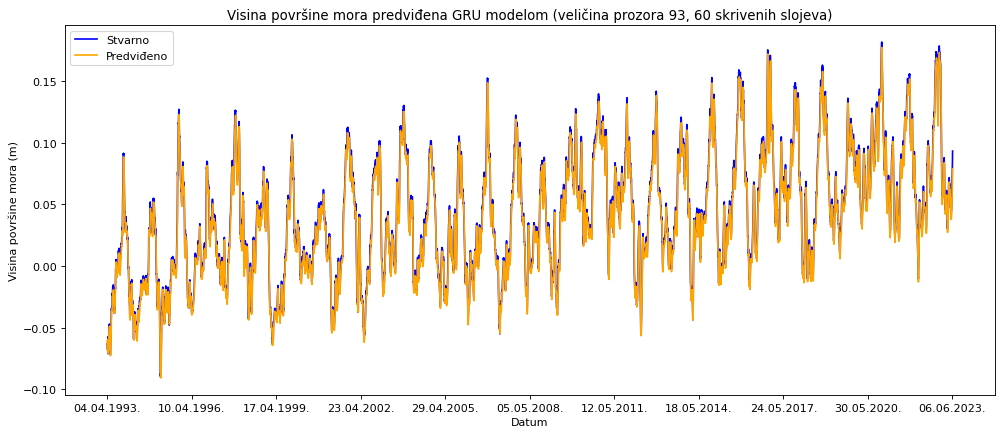 Visina površine mora predviđena GRU modelom (veličina prozora 93, 60 skrivenih slojeva)
Stvarno
Predviđeno
Visina površine mora (m)
0.15
0.10
0.05
0.00
−0.05
−0.10
04.04.1993. 10.04.1996. 17.04.1999. 23.04.2002. 29.04.2005. 05.05.2008. 12.05.2011. 18.05.2014. 24.05.2017. 30.05.2020. 06.06.2023.
Datum